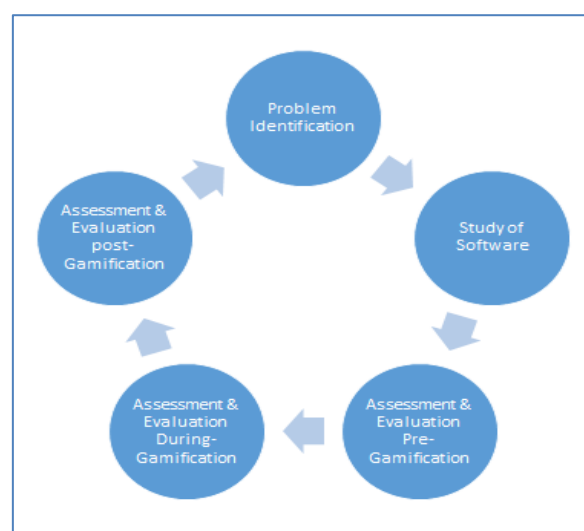 Problem
Identification
Study of
Software
Assessment &
Evaluation
Pre-
Gamification
Assessment &
Evaluation
During-
Gamification
Assessment &
Evaluation
post-
Gamification